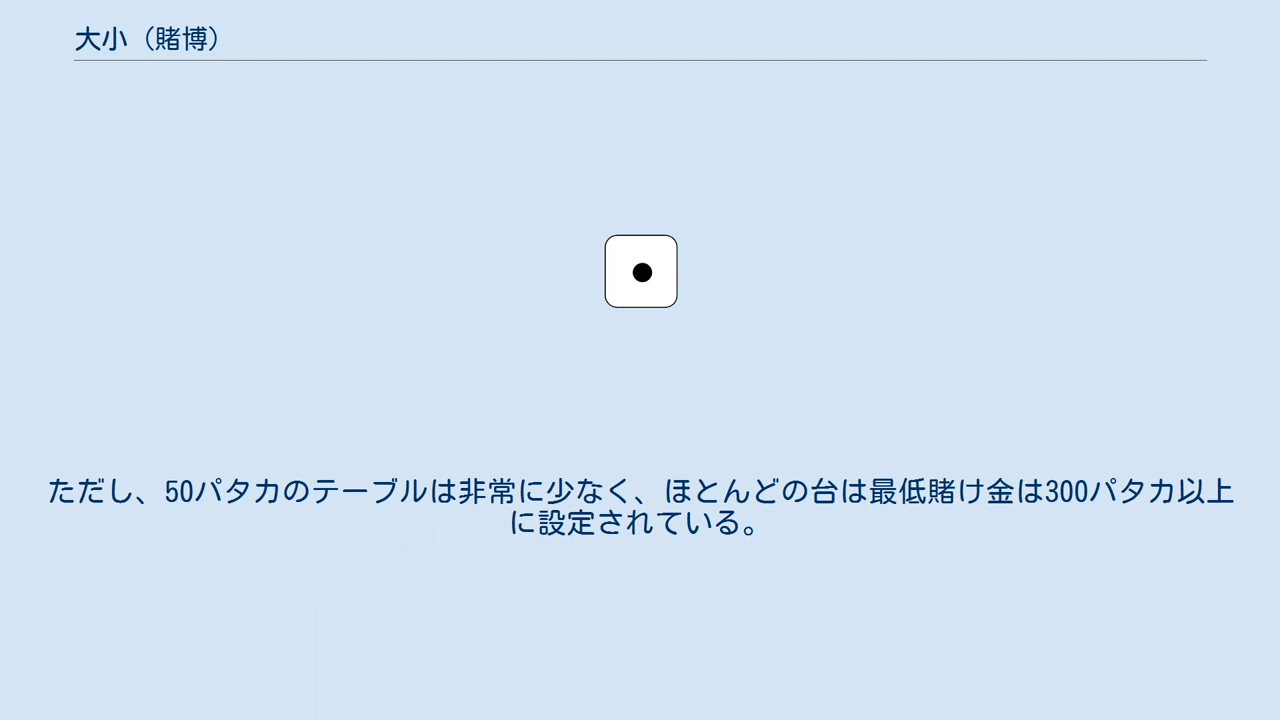 大小（賭博）
ただし、50パタカのテーブルは非常に少なく、ほとんどの台は最低賭け金は300パタカ以上
に設定されている。